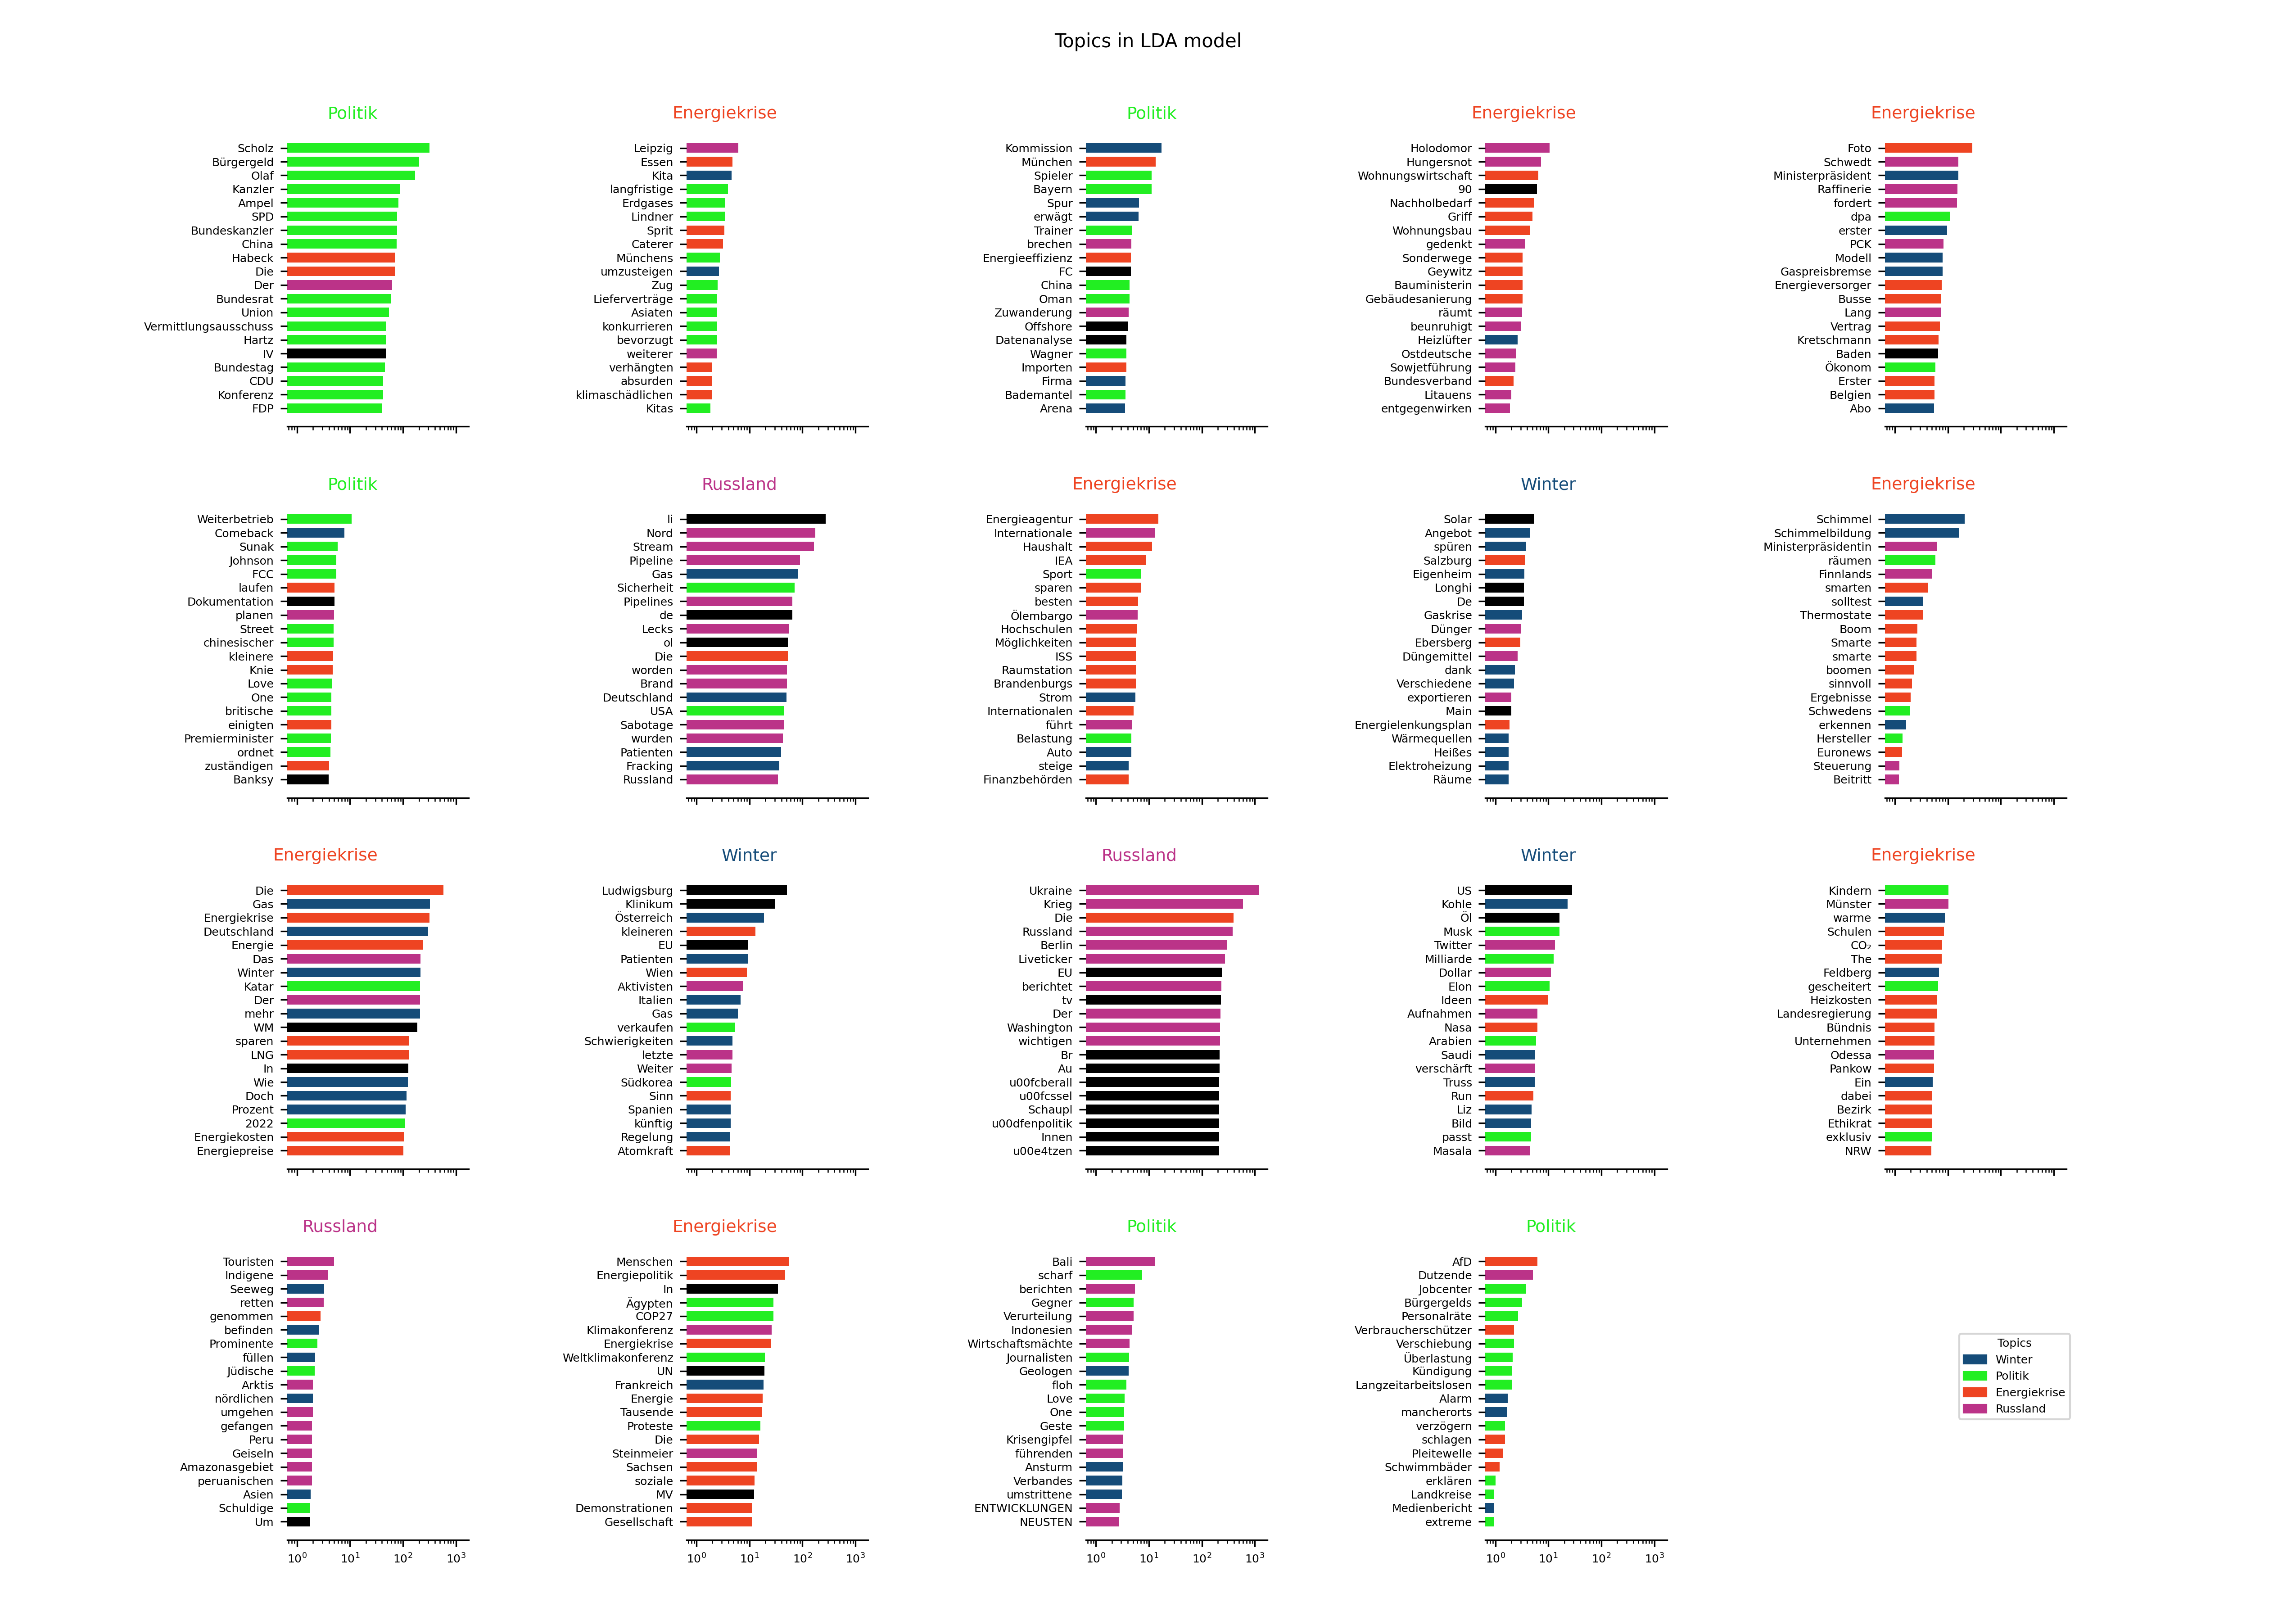 Topics in LDA model
Politik
Scholz
Bürgergeld
Olaf
Kanzler
Ampel
SPD
Bundeskanzler
China
Habeck
Die
Der
Bundesrat
Union
Vermittlungsausschuss
Hartz
IV
Bundestag
CDU
Konferenz
FDP
Energiekrise
Leipzig
Essen
Kita
langfristige
Erdgases
Lindner
Sprit
Caterer
Münchens
umzusteigen
Zug
Lieferverträge
Asiaten
konkurrieren
bevorzugt
weiterer
verhängten
absurden
klimaschädlichen
Kitas
Politik
Kommission
München
Spieler
Bayern
Spur
erwägt
Trainer
brechen
Energieeffizienz
FC
China
Oman
Zuwanderung
Offshore
Datenanalyse
Wagner
Importen
Firma
Bademantel
Arena
Energiekrise
Holodomor
Hungersnot
Wohnungswirtschaft
90
Nachholbedarf
Griff
Wohnungsbau
gedenkt
Sonderwege
Geywitz
Bauministerin
Gebäudesanierung
räumt
beunruhigt
Heizlüfter
Ostdeutsche
Sowjetführung
Bundesverband
Litauens
entgegenwirken
Energiekrise
Foto
Schwedt
Ministerpräsident
Raffinerie
fordert
dpa
erster
PCK
Modell
Gaspreisbremse
Energieversorger
Busse
Lang
Vertrag
Kretschmann
Baden
Ökonom
Erster
Belgien
Abo
Politik
Weiterbetrieb
Comeback
Sunak
Johnson
FCC
laufen
Dokumentation
planen
Street
chinesischer
kleinere
Knie
Love
One
britische
einigten
Premierminister
ordnet
zuständigen
Banksy
Russland
li
Nord
Stream
Pipeline
Gas
Sicherheit
Pipelines
de
Lecks
ol
Die
worden
Brand
Deutschland
USA
Sabotage
wurden
Patienten
Fracking
Russland
Energiekrise
Energieagentur
Internationale
Haushalt
IEA
Sport
sparen
besten
Ölembargo
Hochschulen
Möglichkeiten
ISS
Raumstation
Brandenburgs
Strom
Internationalen
führt
Belastung
Auto
steige
Finanzbehörden
Winter
Solar
Angebot
spüren
Salzburg
Eigenheim
Longhi
De
Gaskrise
Dünger
Ebersberg
Düngemittel
dank
Verschiedene
exportieren
Main
Energielenkungsplan
Wärmequellen
Heißes
Elektroheizung
Räume
Energiekrise
Schimmel
Schimmelbildung
Ministerpräsidentin
räumen
Finnlands
smarten
solltest
Thermostate
Boom
Smarte
smarte
boomen
sinnvoll
Ergebnisse
Schwedens
erkennen
Hersteller
Euronews
Steuerung
Beitritt
Energiekrise
Die
Gas
Energiekrise
Deutschland
Energie
Das
Winter
Katar
Der
mehr
WM
sparen
LNG
In
Wie
Doch
Prozent
2022
Energiekosten
Energiepreise
Winter
Ludwigsburg
Klinikum
Österreich
kleineren
EU
Patienten
Wien
Aktivisten
Italien
Gas
verkaufen
Schwierigkeiten
letzte
Weiter
Südkorea
Sinn
Spanien
künftig
Regelung
Atomkraft
Russland
Ukraine
Krieg
Die
Russland
Berlin
Liveticker
EU
berichtet
tv
Der
Washington
wichtigen
Br
Au
u00fcberall
u00fcssel
Schaupl
u00dfenpolitik
Innen
u00e4tzen
Winter
US
Kohle
Öl
Musk
Twitter
Milliarde
Dollar
Elon
Ideen
Aufnahmen
Nasa
Arabien
Saudi
verschärft
Truss
Run
Liz
Bild
passt
Masala
Energiekrise
Kindern
Münster
warme
Schulen
CO₂
The
Feldberg
gescheitert
Heizkosten
Landesregierung
Bündnis
Unternehmen
Odessa
Pankow
Ein
dabei
Bezirk
Ethikrat
exklusiv
NRW
Russland
Touristen
Indigene
Seeweg
retten
genommen
befinden
Prominente
füllen
Jüdische
Arktis
nördlichen
umgehen
gefangen
Peru
Geiseln
Amazonasgebiet
peruanischen
Asien
Schuldige
Um
10⁰ 10¹ 10² 10³
Energiekrise
Menschen
Energiepolitik
In
Ägypten
COP27
Klimakonferenz
Energiekrise
Weltklimakonferenz
UN
Frankreich
Energie
Tausende
Proteste
Die
Steinmeier
Sachsen
soziale
MV
Demonstrationen
Gesellschaft
10⁰ 10¹ 10² 10³
Politik
Bali
scharf
berichten
Gegner
Verurteilung
Indonesien
Wirtschaftsmächte
Journalisten
Geologen
floh
Love
One
Geste
Krisengipfel
führenden
Ansturm
Verbandes
umstrittene
ENTWICKLUNGEN
NEUSTEN
10⁰ 10¹ 10² 10³
Politik
AfD
Dutzende
Jobcenter
Bürgergelds
Personalräte
Verbraucherschützer
Verschiebung
Überlastung
Kündigung
Langzeitarbeitslosen
Alarm
mancherorts
verzögern
schlagen
Pleitewelle
Schwimmbäder
erklären
Landkreise
Medienbericht
extreme
10⁰ 10¹ 10² 10³
Topics
Winter
Politik
Energiekrise
Russland